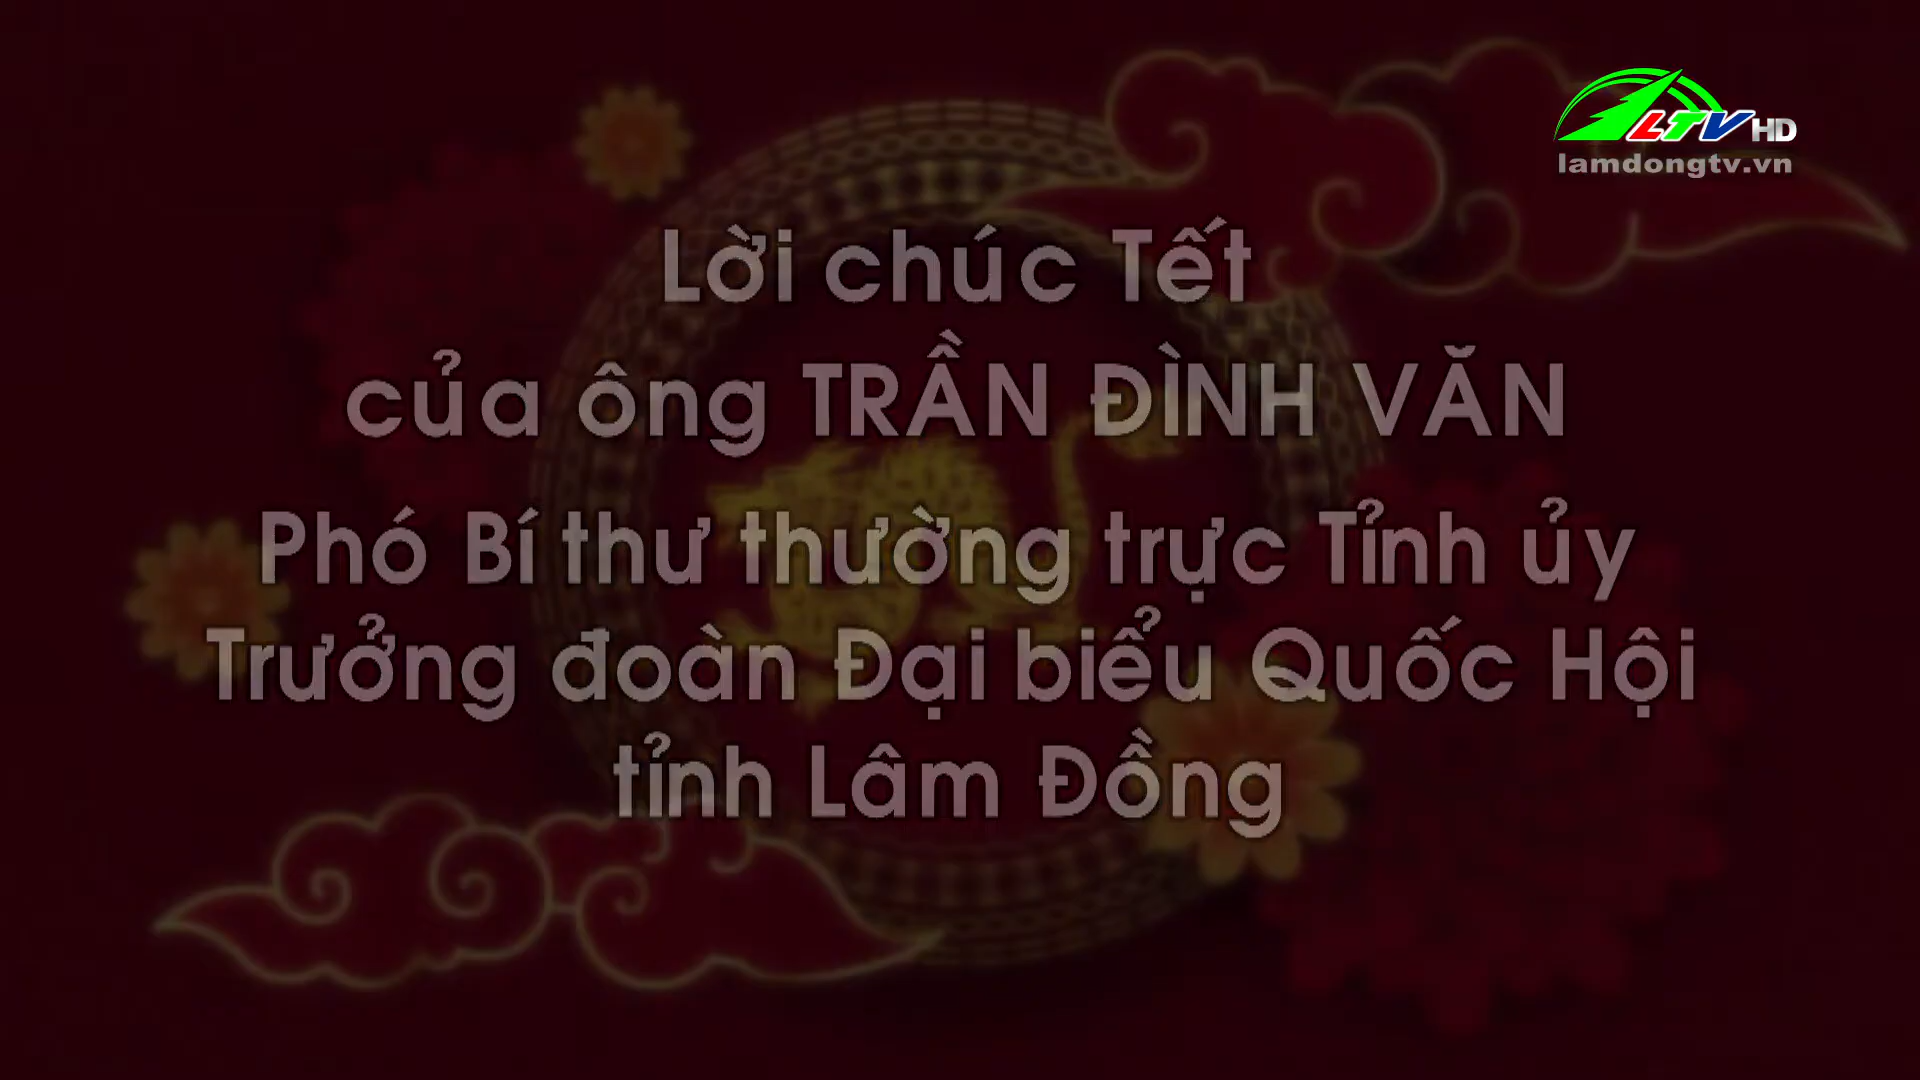 LTV HD
lamdongtv.vn
Lời chúc Tết
của ông TRẦN ĐÌNH VĂN
Phó Bí thư thường trực Tỉnh ủy
Trưởng đoàn Đại biểu Quốc Hội
tỉnh Lâm Đồng